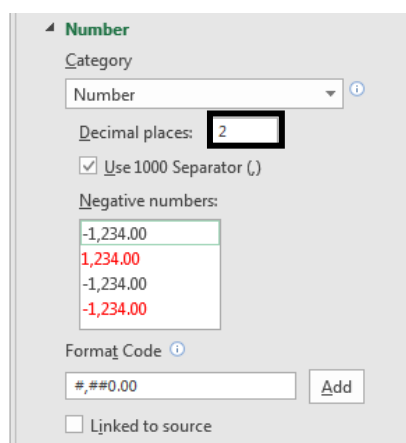 Number
Category
Number
Decimal places: 2
Use 1000 Separator (,)
Negative numbers:
-1,234.00
1,234.00
-1,234.00
-1,234.00
Format Code
#,##0.00 Add
Linked to source